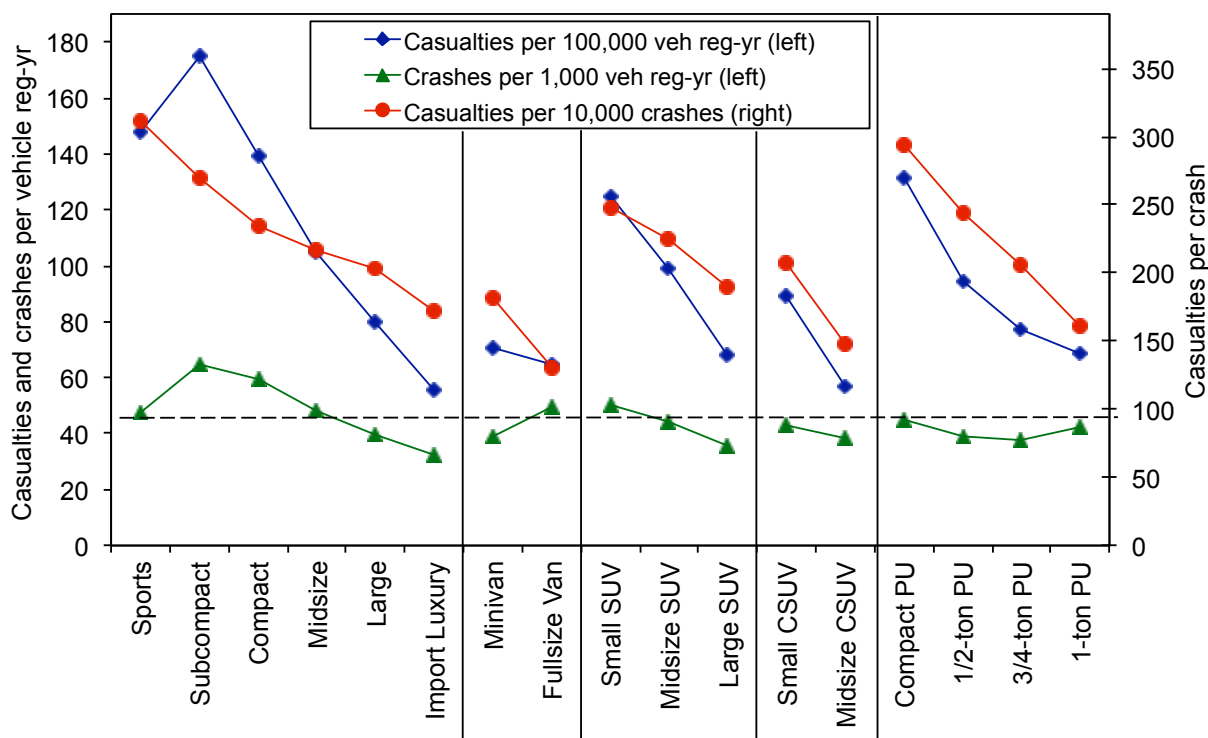 Casualties and crashes per vehicle reg-yr
180
160
140
120
100
80
60
40
20
0
Casualties per 100,000 veh reg-yr (left)
Crashes per 1,000 veh reg-yr (left)
Casualties per 10,000 crashes (right)
350
300
250
200
150
100
50
0
Casualties per crash
Sports
Subcompact
Compact
Midsize
Large
Import Luxury
Minivan
Fullsize Van
Small SUV
Midsize SUV
Large SUV
Small CSUV
Midsize CSUV
Compact PU
1/2-ton PU
3/4-ton PU
1-ton PU